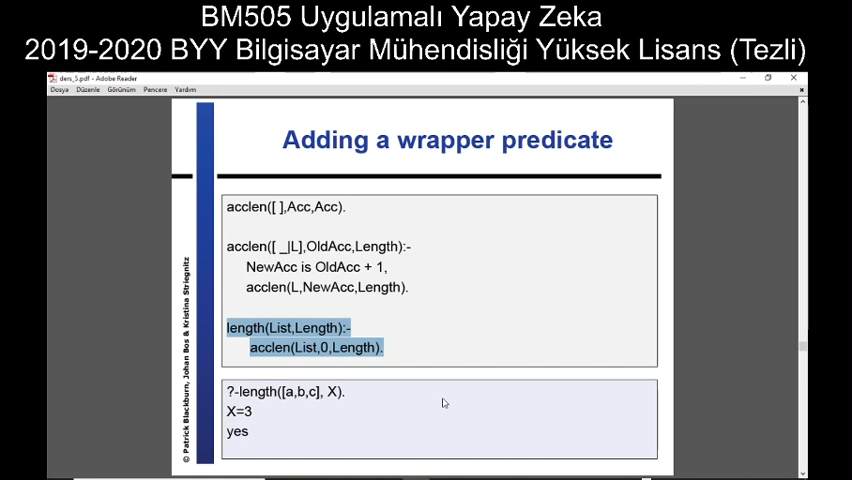 BM505 Uygulamalı Yapay Zeka
2019-2020 BYY Bilgisayar Mühendisliği Yüksek Lisans (Tezli)
ders_5.pdf - Adobe Reader
Dosya Düzenle Görünüm Pencere Yardım
Adding a wrapper predicate
acclen([ ],Acc,Acc).
acclen([ _|L],OldAcc,Length):-
NewAcc is OldAcc + 1,
acclen(L,NewAcc,Length).
length(List,Length):-
acclen(List,0,Length).
?-length([a,b,c], X).
X=3
yes
© Patrick Blackburn, Johan Bos & Kristina Striegnitz